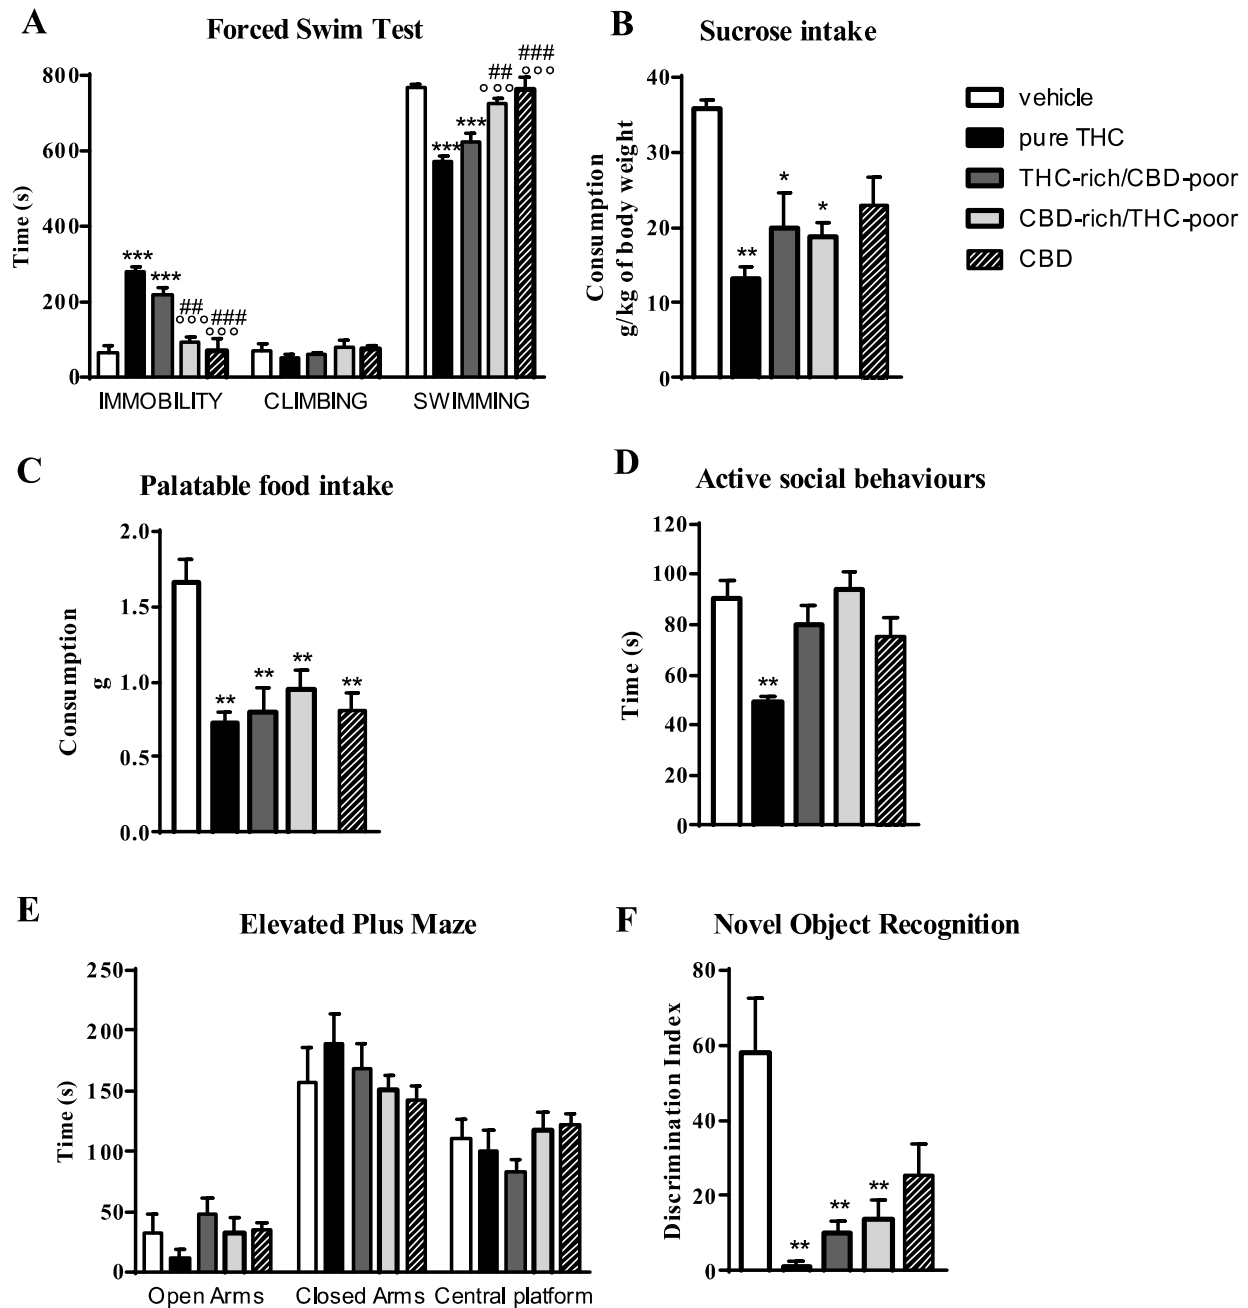 A
Forced Swim Test
Time (s)
800
600
400
200
0
***
***
##
°°°
###
°°°
***
***
##
°°°
###
°°°
IMMOBILITY
CLIMBING
SWIMMING
B
Sucrose intake
Consumption
g/kg of body weight
40
30
20
10
0
**
*
*
vehicle
pure THC
THC-rich/CBD-poor
CBD-rich/THC-poor
CBD
C
Palatable food intake
Consumption
g
2.0
1.5
1.0
0.5
0.0
**
**
**
**
D
Active social behaviours
Time (s)
120
100
80
60
40
20
0
**
E
Elevated Plus Maze
Time (s)
250
200
150
100
50
0
Open Arms
Closed Arms
Central platform
F
Novel Object Recognition
Discrimination Index
80
60
40
20
0
**
**
**